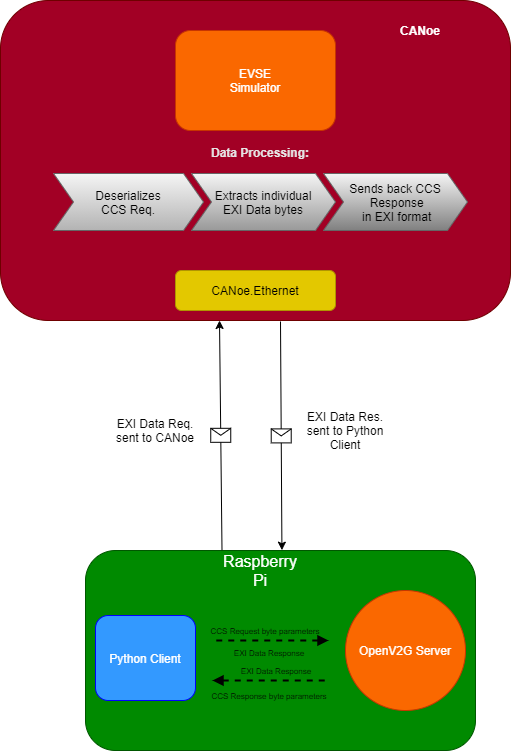 CANoe
EVSE
Simulator
Data Processing:
Deserializes
CCS Req.
Extracts individual
EXI Data bytes
Sends back CCS
Response
in EXI format
CANoe.Ethernet
EXI Data Req.
sent to CANoe
EXI Data Res.
sent to Python
Client
Raspberry
Pi
Python Client
CCS Request byte parameters
EXI Data Response
EXI Data Response
CCS Response byte parameters
OpenV2G Server